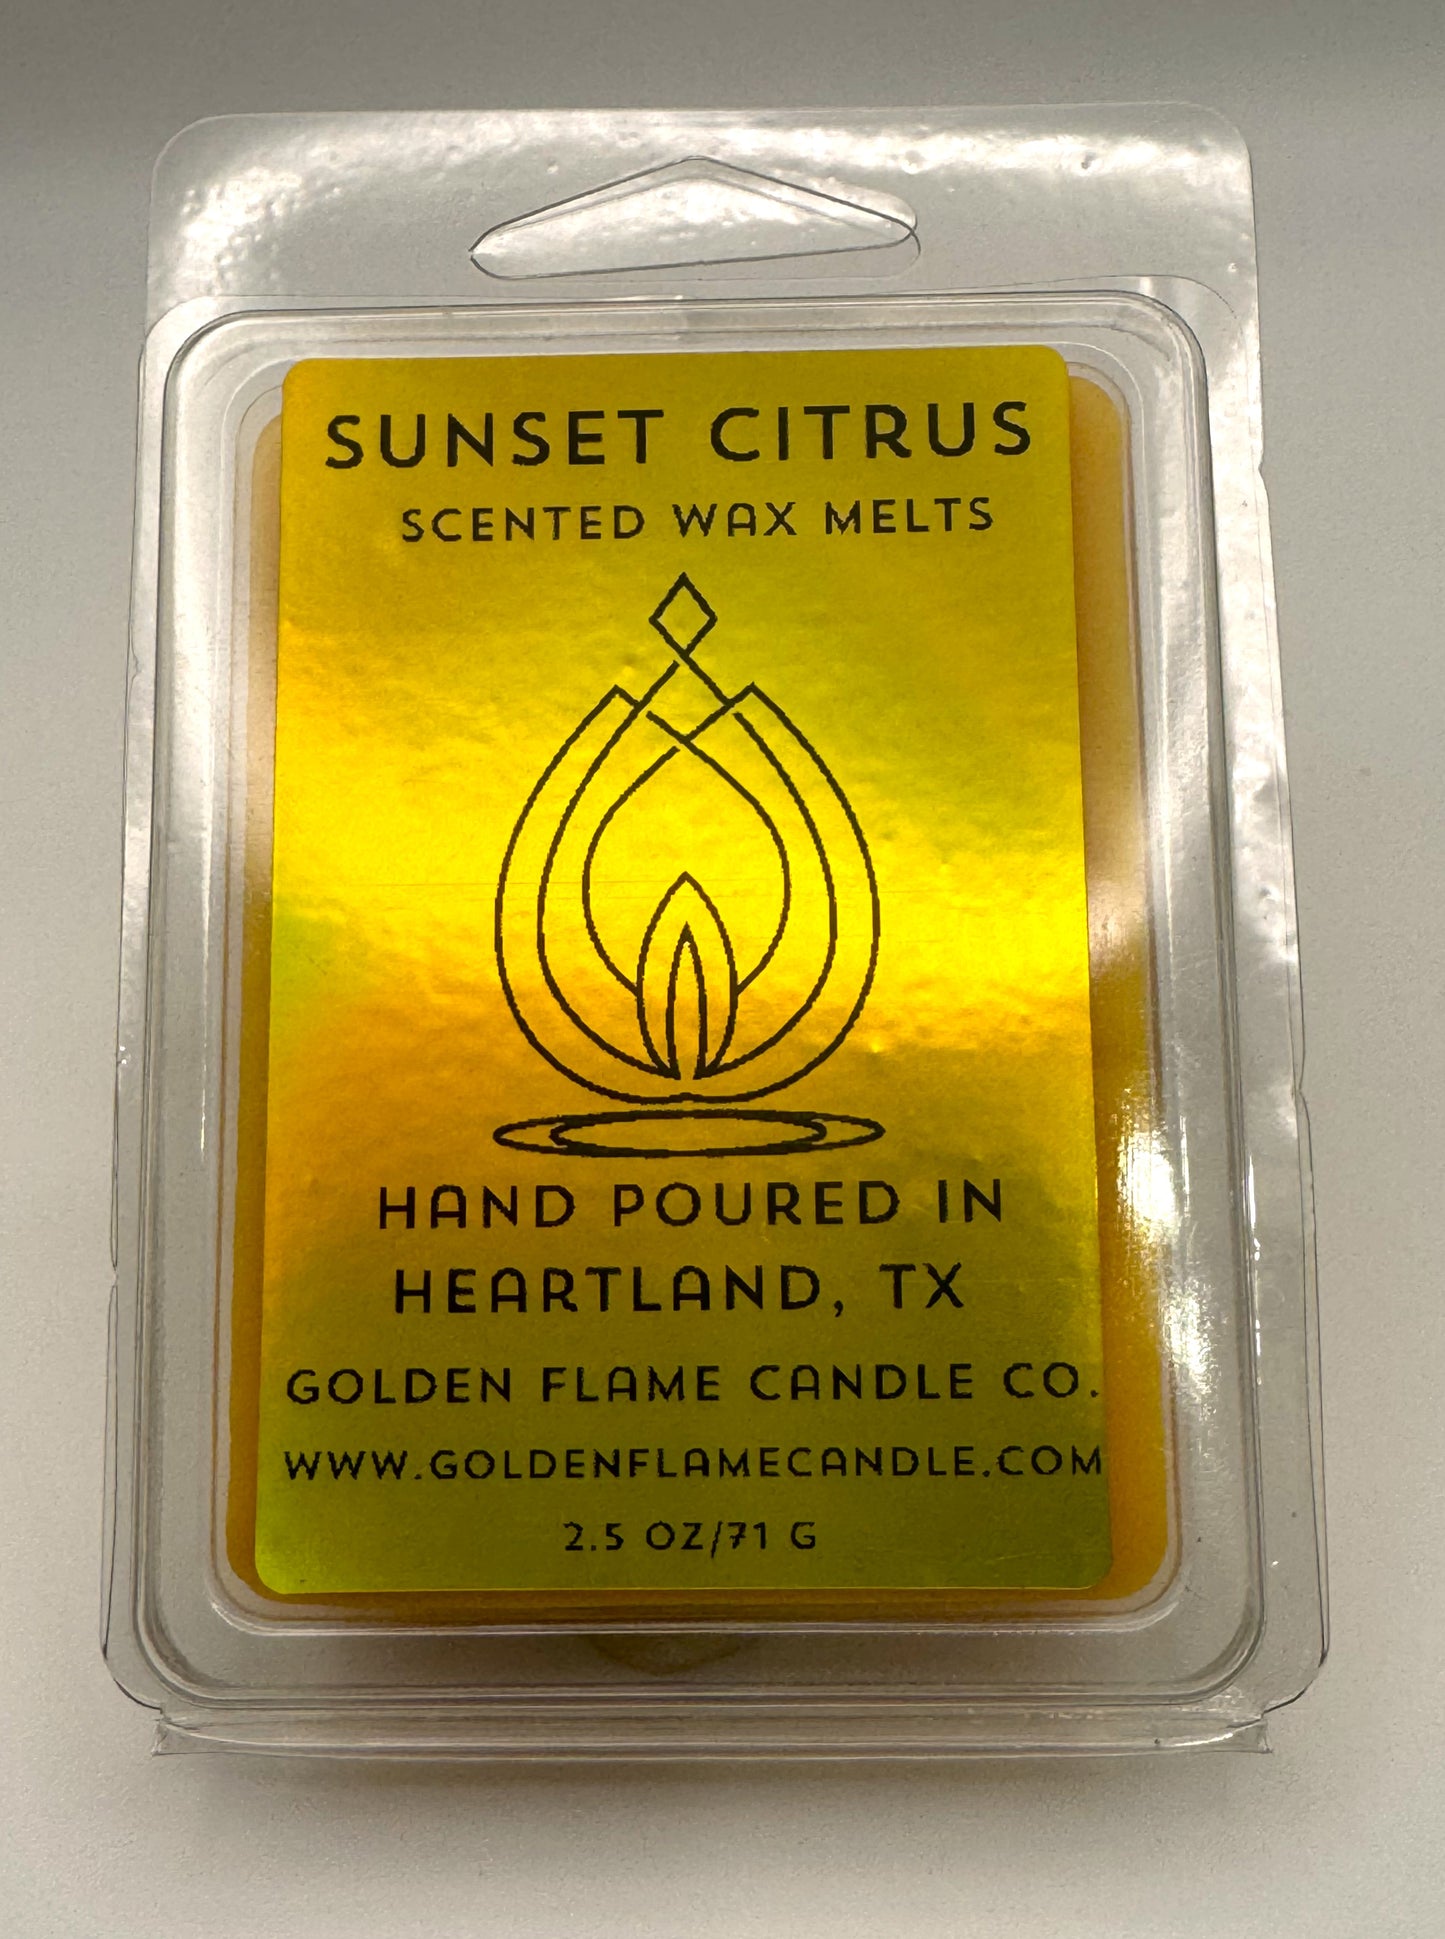 SUNSET CITRUS
SCENTED WAX MELTS
HAND POURED IN
HEARTLAND, TX
GOLDEN FLAME CANDLE CO.
WWW.GOLDENFLAMECANDLE.COM
2.5 OZ/71 G